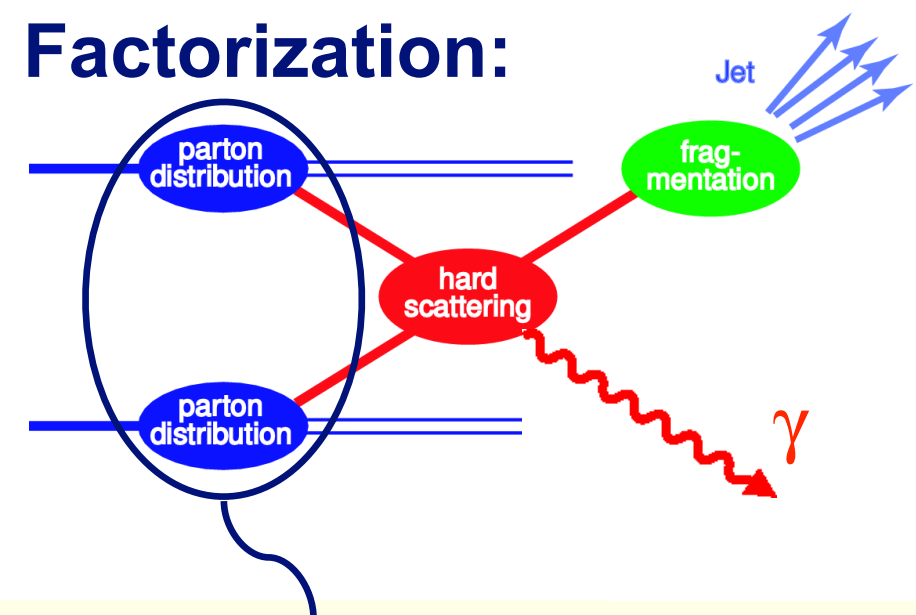 Factorization:
Jet
parton
distribution
frag-
mentation
hard
scattering
parton
distribution
γ